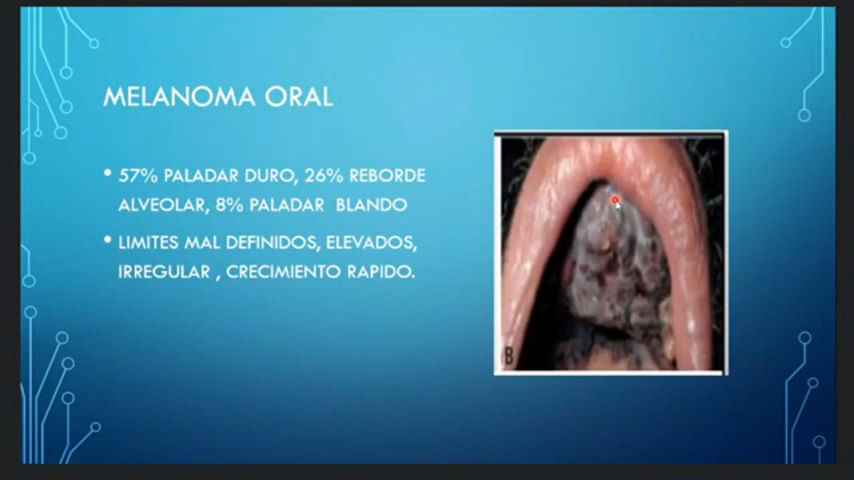 MELANOMA ORAL
• 57% PALADAR DURO, 26% REBORDE
ALVEOLAR, 8% PALADAR BLANDO
• LIMITES MAL DEFINIDOS, ELEVADOS,
IRREGULAR , CRECIMIENTO RAPIDO.
B